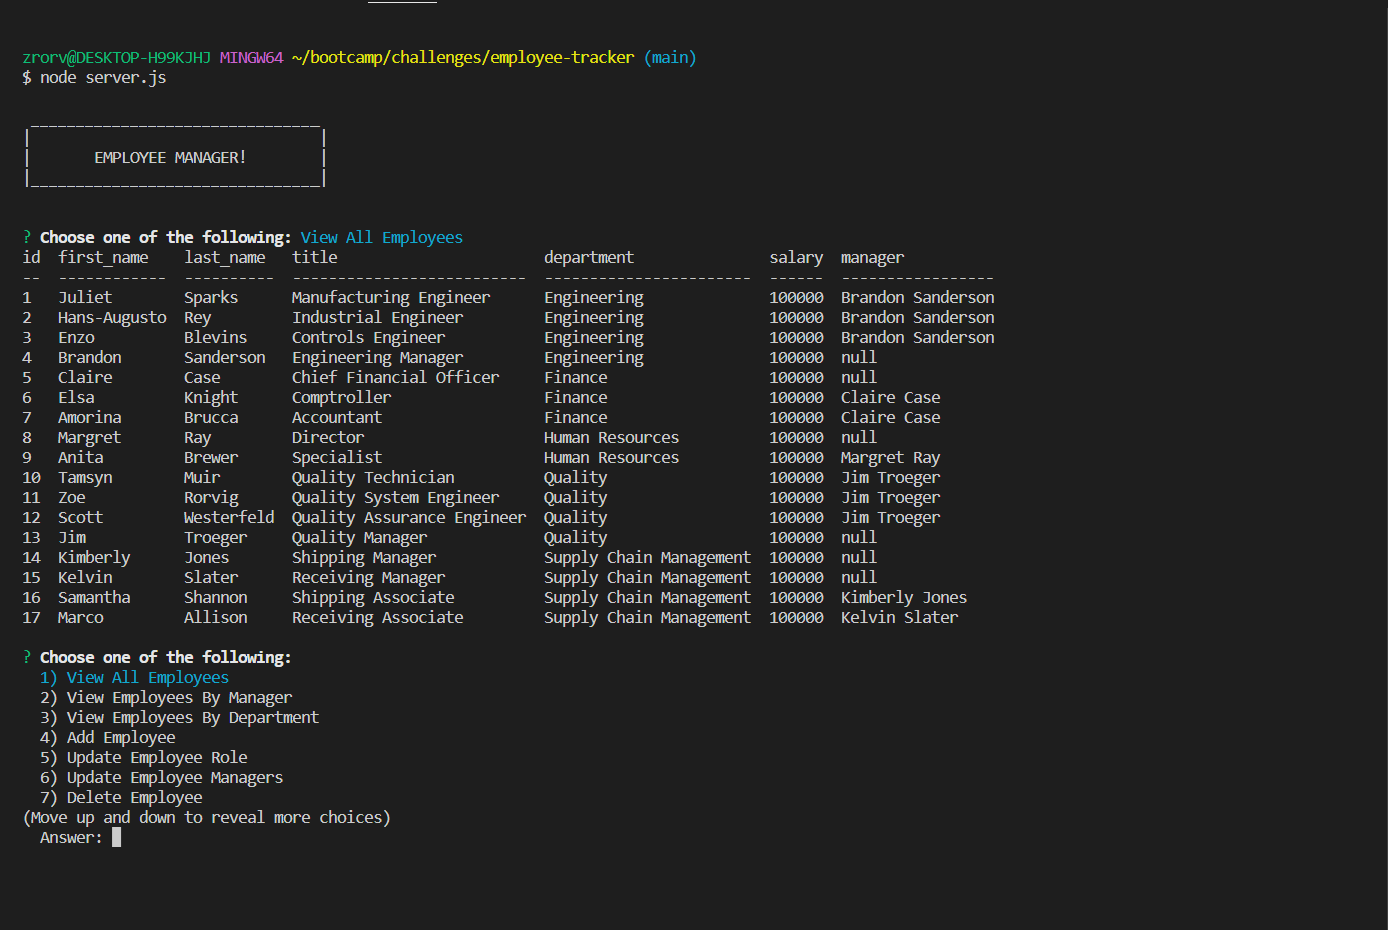 zrorv@DESKTOP-H99KJHJ MINGW64 ~/bootcamp/challenges/employee-tracker (main)
$ node server.js
EMPLOYEE MANAGER!
? Choose one of the following: View All Employees
id  first_name    last_name   title                       department               salary  manager
--  ------------  ----------  --------------------------  -----------------------  ------  -----------------
1   Juliet        Sparks      Manufacturing Engineer      Engineering              100000  Brandon Sanderson
2   Hans-Augusto  Rey         Industrial Engineer         Engineering              100000  Brandon Sanderson
3   Enzo          Blevins     Controls Engineer           Engineering              100000  Brandon Sanderson
4   Brandon       Sanderson   Engineering Manager         Engineering              100000  null
5   Claire        Case        Chief Financial Officer     Finance                  100000  null
6   Elsa          Knight      Comptroller                 Finance                  100000  Claire Case
7   Amorina       Brucca      Accountant                  Finance                  100000  Claire Case
8   Margret       Ray         Director                    Human Resources          100000  null
9   Anita         Brewer      Specialist                  Human Resources          100000  Margret Ray
10  Tamsyn        Muir        Quality Technician          Quality                  100000  Jim Troeger
11  Zoe           Rorvig      Quality System Engineer     Quality                  100000  Jim Troeger
12  Scott         Westerfeld  Quality Assurance Engineer  Quality                  100000  Jim Troeger
13  Jim           Troeger     Quality Manager             Quality                  100000  null
14  Kimberly      Jones       Shipping Manager            Supply Chain Management  100000  null
15  Kelvin        Slater      Receiving Manager           Supply Chain Management  100000  null
16  Samantha      Shannon     Shipping Associate          Supply Chain Management  100000  Kimberly Jones
17  Marco         Allison     Receiving Associate         Supply Chain Management  100000  Kelvin Slater
? Choose one of the following:
1) View All Employees
2) View Employees By Manager
3) View Employees By Department
4) Add Employee
5) Update Employee Role
6) Update Employee Managers
7) Delete Employee
(Move up and down to reveal more choices)
Answer: